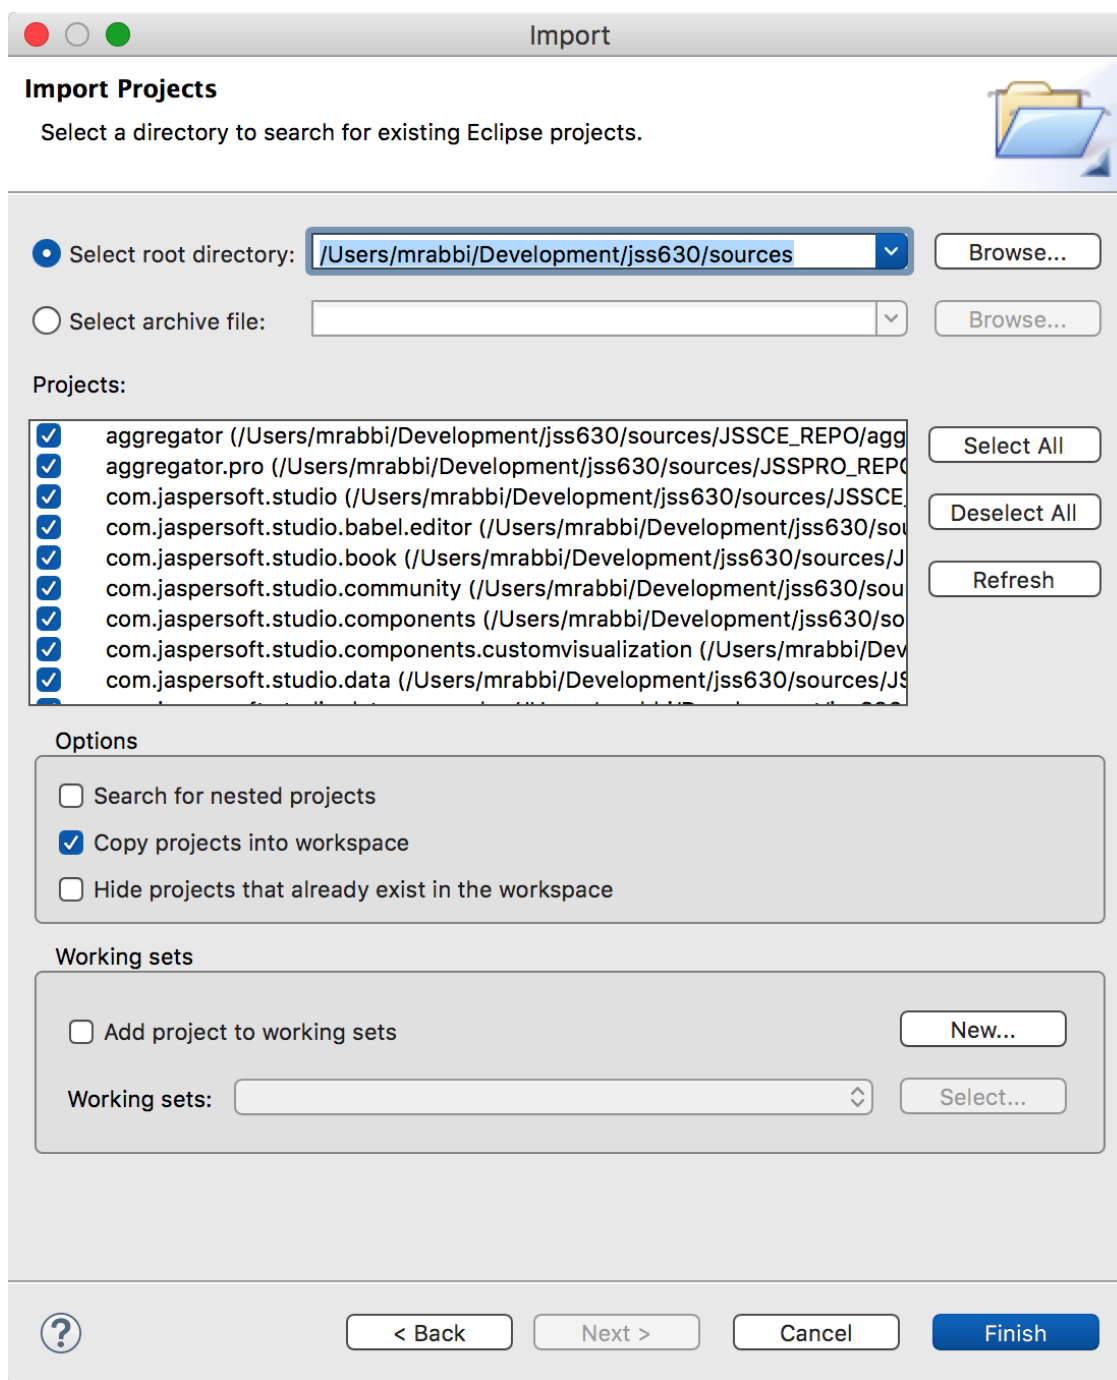 Import
Import Projects
Select a directory to search for existing Eclipse projects.
Select root directory: /Users/mrabbi/Development/jss630/sources Browse...
Select archive file: Browse...
Projects:
aggregator (/Users/mrabbi/Development/jss630/sources/JSSCE_REPO/agg
aggregator.pro (/Users/mrabbi/Development/jss630/sources/JSSPRO_REPO
com.jaspersoft.studio (/Users/mrabbi/Development/jss630/sources/JSSCE_
com.jaspersoft.studio.babel.editor (/Users/mrabbi/Development/jss630/sou
com.jaspersoft.studio.book (/Users/mrabbi/Development/jss630/sources/J
com.jaspersoft.studio.community (/Users/mrabbi/Development/jss630/sou
com.jaspersoft.studio.components (/Users/mrabbi/Development/jss630/so
com.jaspersoft.studio.components.customvisualization (/Users/mrabbi/Dev
com.jaspersoft.studio.data (/Users/mrabbi/Development/jss630/sources/JS
Select All
Deselect All
Refresh
Options
Search for nested projects
Copy projects into workspace
Hide projects that already exist in the workspace
Working sets
Add project to working sets New...
Working sets: Select...
? < Back Next > Cancel Finish